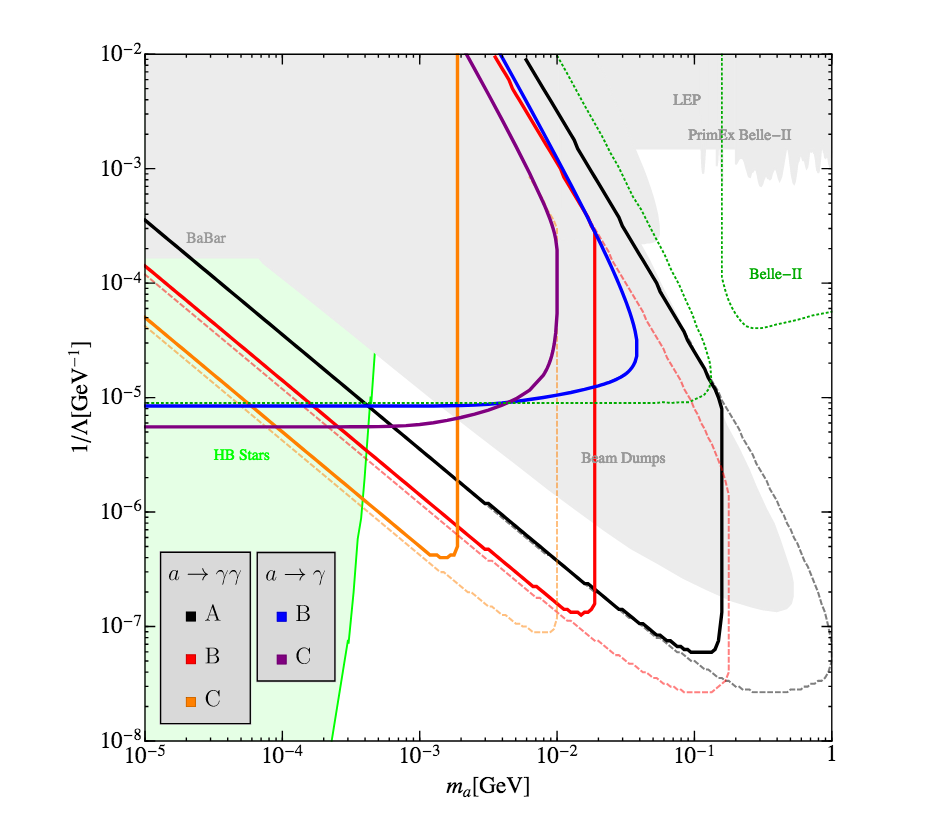 10⁻²
LEP
PrimEx Belle−II
10⁻³
BaBar
10⁻⁴
Belle−II
1/Λ[GeV⁻¹]
10⁻⁵
HB Stars
Beam Dumps
10⁻⁶
a → γγ
A
B
C
a → γ
B
C
10⁻⁷
10⁻⁸
10⁻⁵ 10⁻⁴ 10⁻³ 10⁻² 10⁻¹ 1
mₐ[GeV]